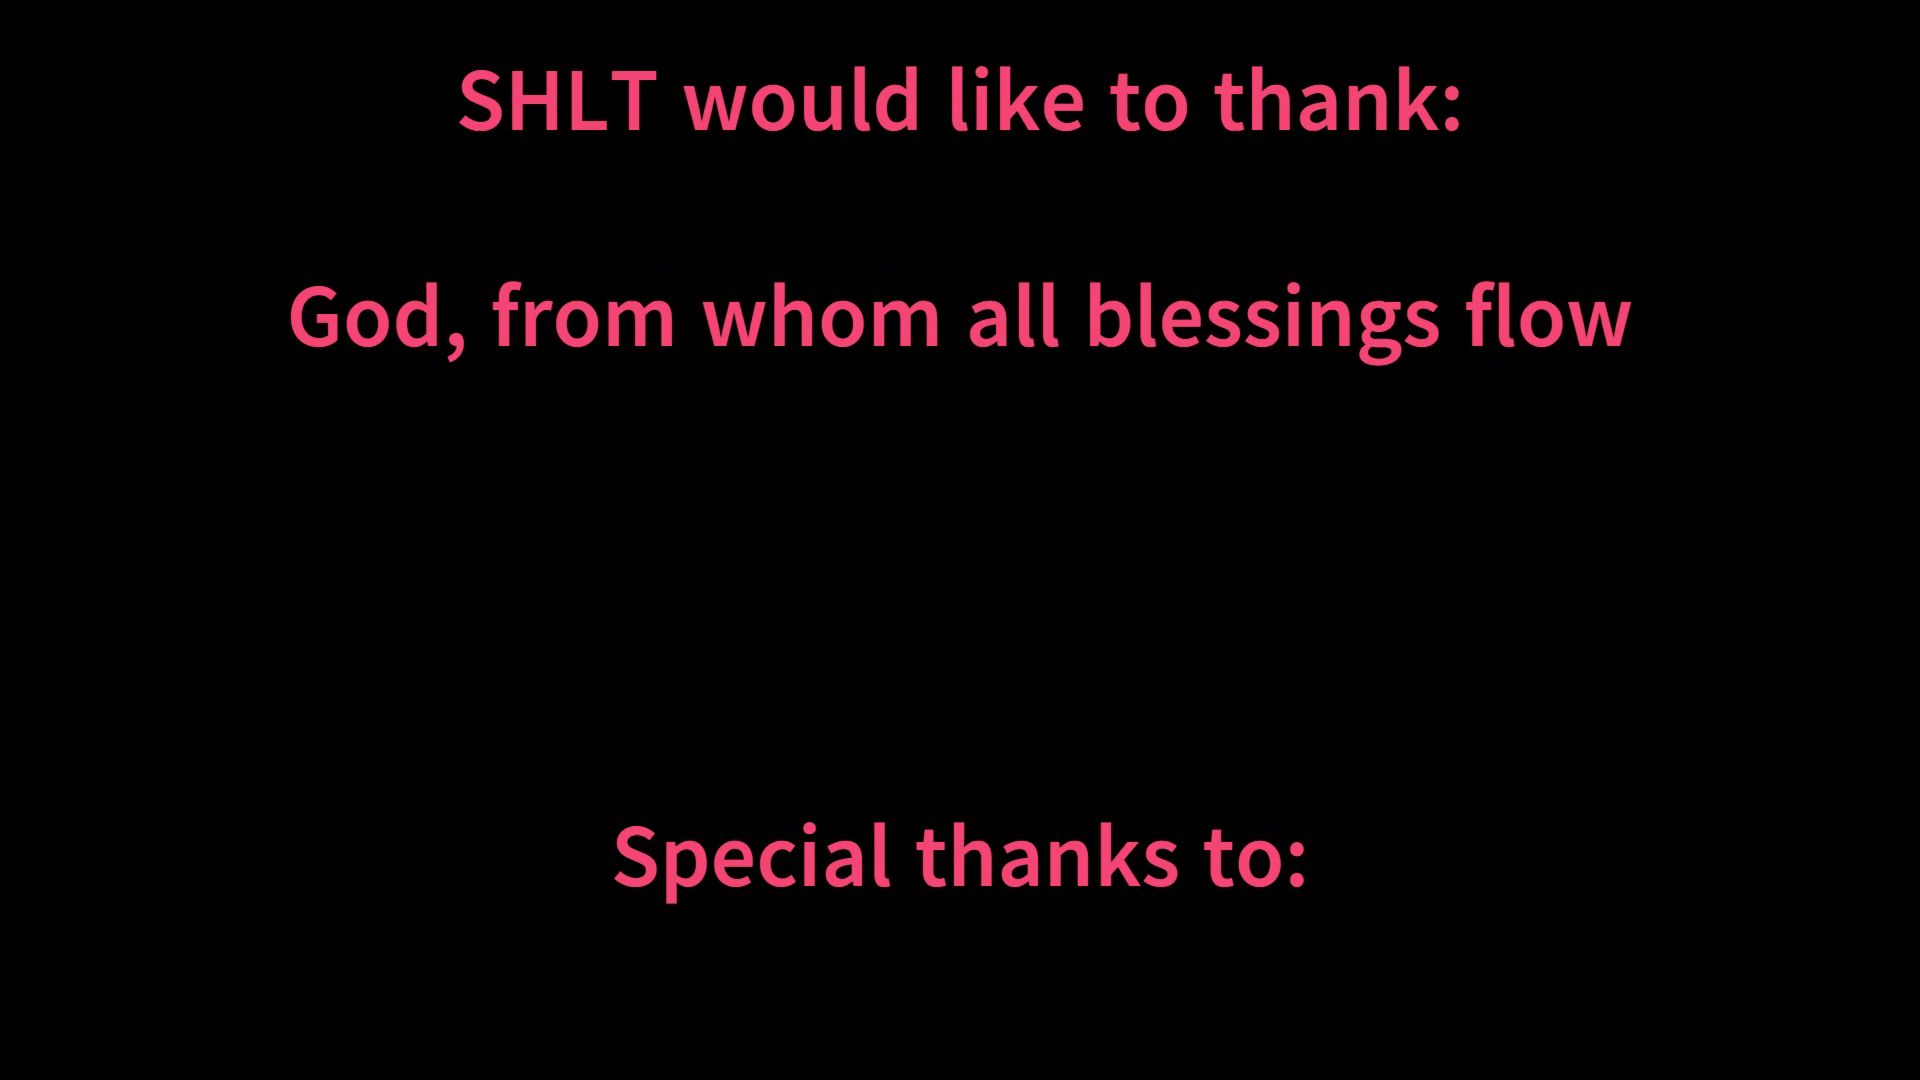 SHLT would like to thank:
God, from whom all blessings flow
Special thanks to: